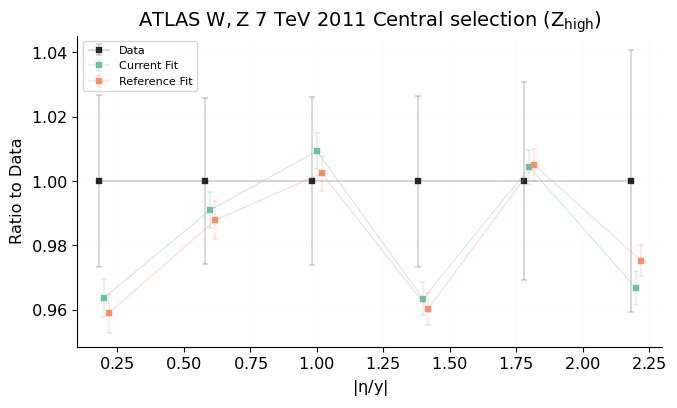 ATLAS W, Z 7 TeV 2011 Central selection (Z_high)
Data
Current Fit
Reference Fit
Ratio to Data
1.04
1.02
1.00
0.98
0.96
0.25 0.50 0.75 1.00 1.25 1.50 1.75 2.00 2.25
|η/y|